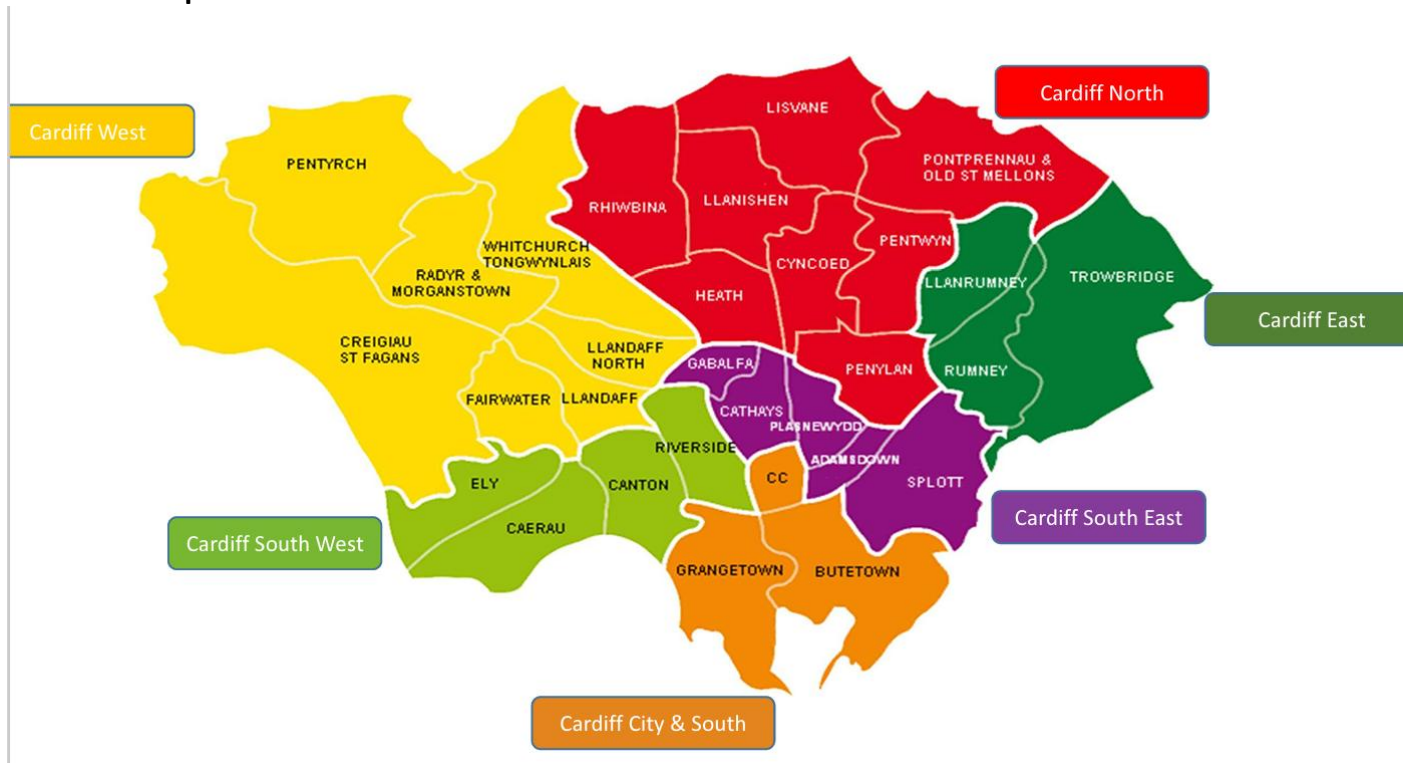 Cardiff North
LISVANE
Cardiff West
PENTYRCH
PONTPRENNAU &
OLD ST MELLONS
LLANISHEN
RHIWBINA
PENTWYN
WHITCHURCH
TONGWYNLAIS
CYNCOED
RADYR &
MORGANSTOWN
LLANRUMNEY
TROWBRIDGE
HEATH
Cardiff East
CREIGIAU
ST FAGANS
LLANDAFF
NORTH
GABALFA
PENYLAN
RUMNEY
FAIRWATER
LLANDAFF
CATHAYS
PLASNEWYDD
RIVERSIDE
ADAMSDOWN
ELY
CANTON
CC
SPLOTT
CAERAU
Cardiff South East
Cardiff South West
GRANGETOWN
BUTETOWN
Cardiff City & South